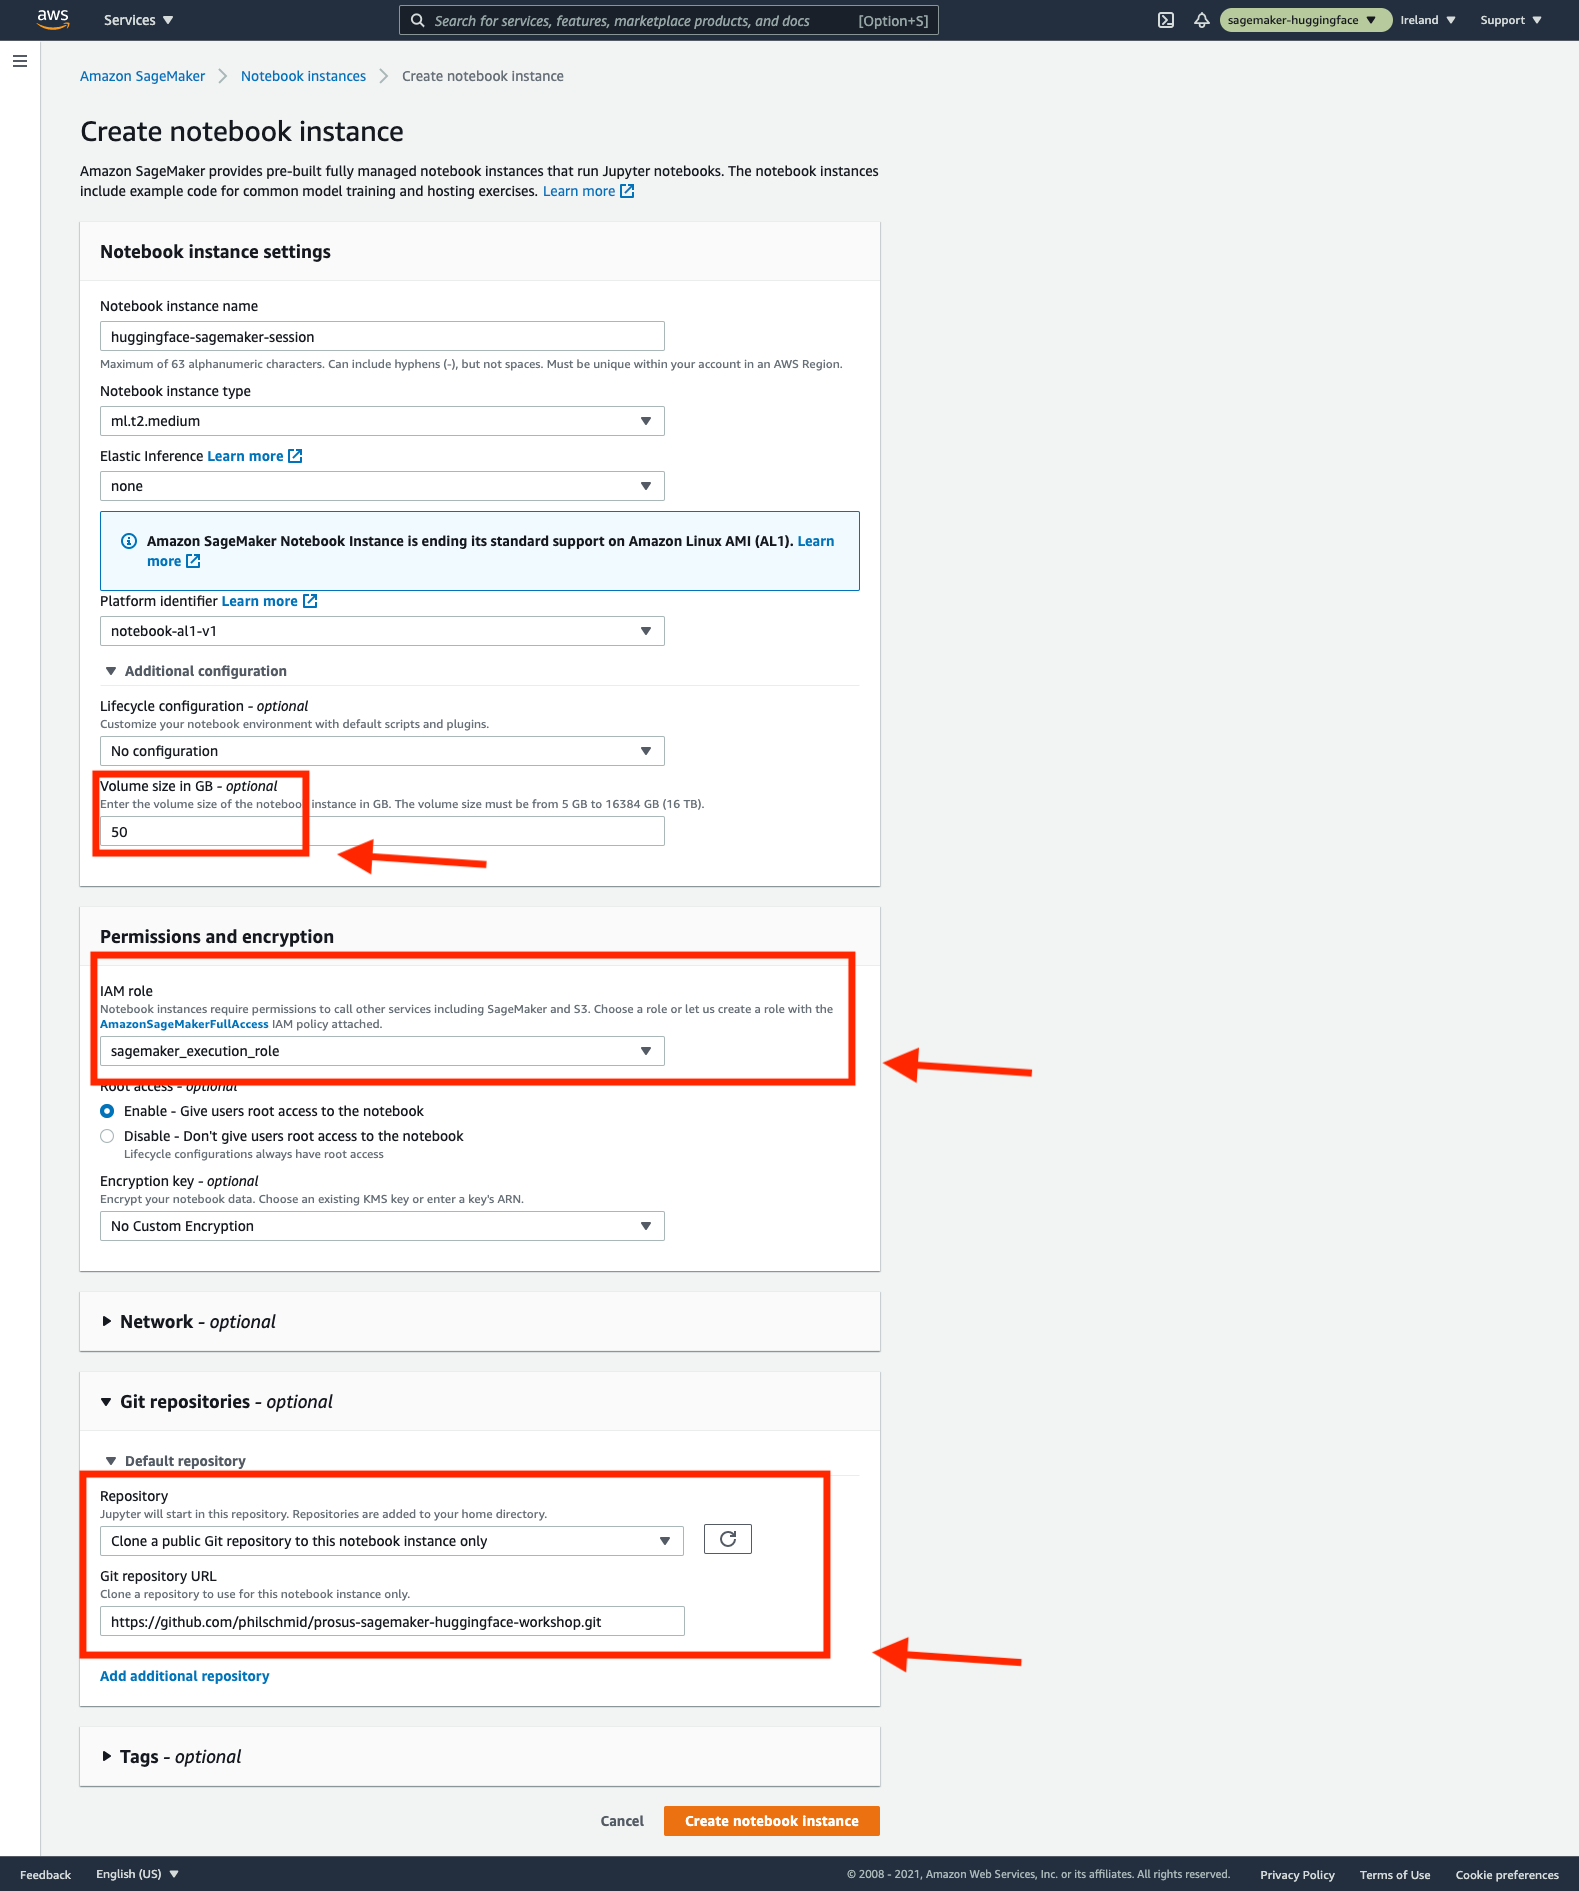 aws
Services
Search for services, features, marketplace products, and docs
[Option+S]
sagemaker-huggingface
Ireland
Support
Amazon SageMaker
Notebook instances
Create notebook instance
Create notebook instance
Amazon SageMaker provides pre-built fully managed notebook instances that run Jupyter notebooks. The notebook instances
include example code for common model training and hosting exercises. Learn more
Notebook instance settings
Notebook instance name
huggingface-sagemaker-session
Maximum of 63 alphanumeric characters. Can include hyphens (-), but not spaces. Must be unique within your account in an AWS Region.
Notebook instance type
ml.t2.medium
Elastic Inference Learn more
none
Amazon SageMaker Notebook Instance is ending its standard support on Amazon Linux AMI (AL1). Learn
more
Platform identifier Learn more
notebook-al1-v1
Additional configuration
Lifecycle configuration - optional
Customize your notebook environment with default scripts and plugins.
No configuration
Volume size in GB - optional
Enter the volume size of the notebook instance in GB. The volume size must be from 5 GB to 16384 GB (16 TB).
50
Permissions and encryption
IAM role
Notebook instances require permissions to call other services including SageMaker and S3. Choose a role or let us create a role with the
AmazonSageMakerFullAccess IAM policy attached.
sagemaker_execution_role
Root access - optional
Enable - Give users root access to the notebook
Disable - Don't give users root access to the notebook
Lifecycle configurations always have root access
Encryption key - optional
Encrypt your notebook data. Choose an existing KMS key or enter a key's ARN.
No Custom Encryption
Network - optional
Git repositories - optional
Default repository
Repository
Jupyter will start in this repository. Repositories are added to your home directory.
Clone a public Git repository to this notebook instance only
Git repository URL
Clone a repository to use for this notebook instance only.
https://github.com/philschmid/prosus-sagemaker-huggingface-workshop.git
Add additional repository
Tags - optional
Cancel
Create notebook instance
Feedback
English (US)
© 2008 - 2021, Amazon Web Services, Inc. or its affiliates. All rights reserved.
Privacy Policy
Terms of Use
Cookie preferences